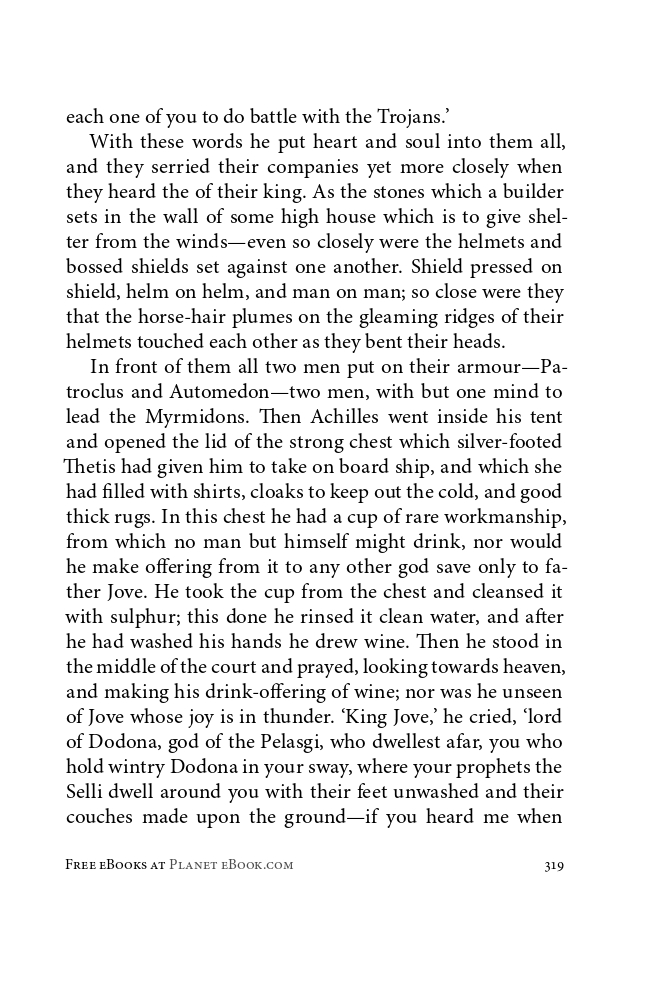 each one of you to do battle with the Trojans.’
With these words he put heart and soul into them all,
and they serried their companies yet more closely when
they heard the of their king. As the stones which a builder
sets in the wall of some high house which is to give shel-
ter from the winds—even so closely were the helmets and
bossed shields set against one another. Shield pressed on
shield, helm on helm, and man on man; so close were they
that the horse-hair plumes on the gleaming ridges of their
helmets touched each other as they bent their heads.
In front of them all two men put on their armour—Pa-
troclus and Automedon—two men, with but one mind to
lead the Myrmidons. Then Achilles went inside his tent
and opened the lid of the strong chest which silver-footed
Thetis had given him to take on board ship, and which she
had filled with shirts, cloaks to keep out the cold, and good
thick rugs. In this chest he had a cup of rare workmanship,
from which no man but himself might drink, nor would
he make offering from it to any other god save only to fa-
ther Jove. He took the cup from the chest and cleansed it
with sulphur; this done he rinsed it clean water, and after
he had washed his hands he drew wine. Then he stood in
the middle of the court and prayed, looking towards heaven,
and making his drink-offering of wine; nor was he unseen
of Jove whose joy is in thunder. ‘King Jove,’ he cried, ‘lord
of Dodona, god of the Pelasgi, who dwellest afar, you who
hold wintry Dodona in your sway, where your prophets the
Selli dwell around you with their feet unwashed and their
couches made upon the ground—if you heard me when
Free eBooks at Planet eBook.com 319